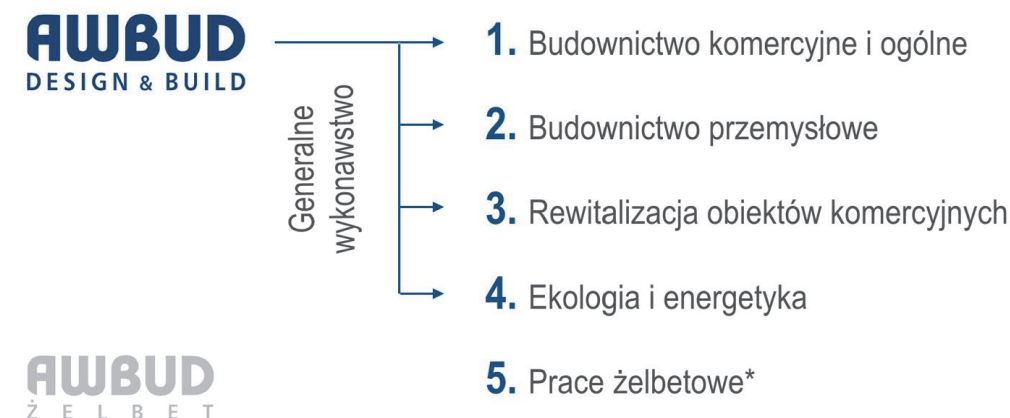 AWBUD
DESIGN & BUILD
Generalne
wykonawstwo
1. Budownictwo komercyjne i ogólne
2. Budownictwo przemysłowe
3. Rewitalizacja obiektów komercyjnych
4. Ekologia i energetyka
AWBUD
ŻELBET
5. Prace żelbetowe*